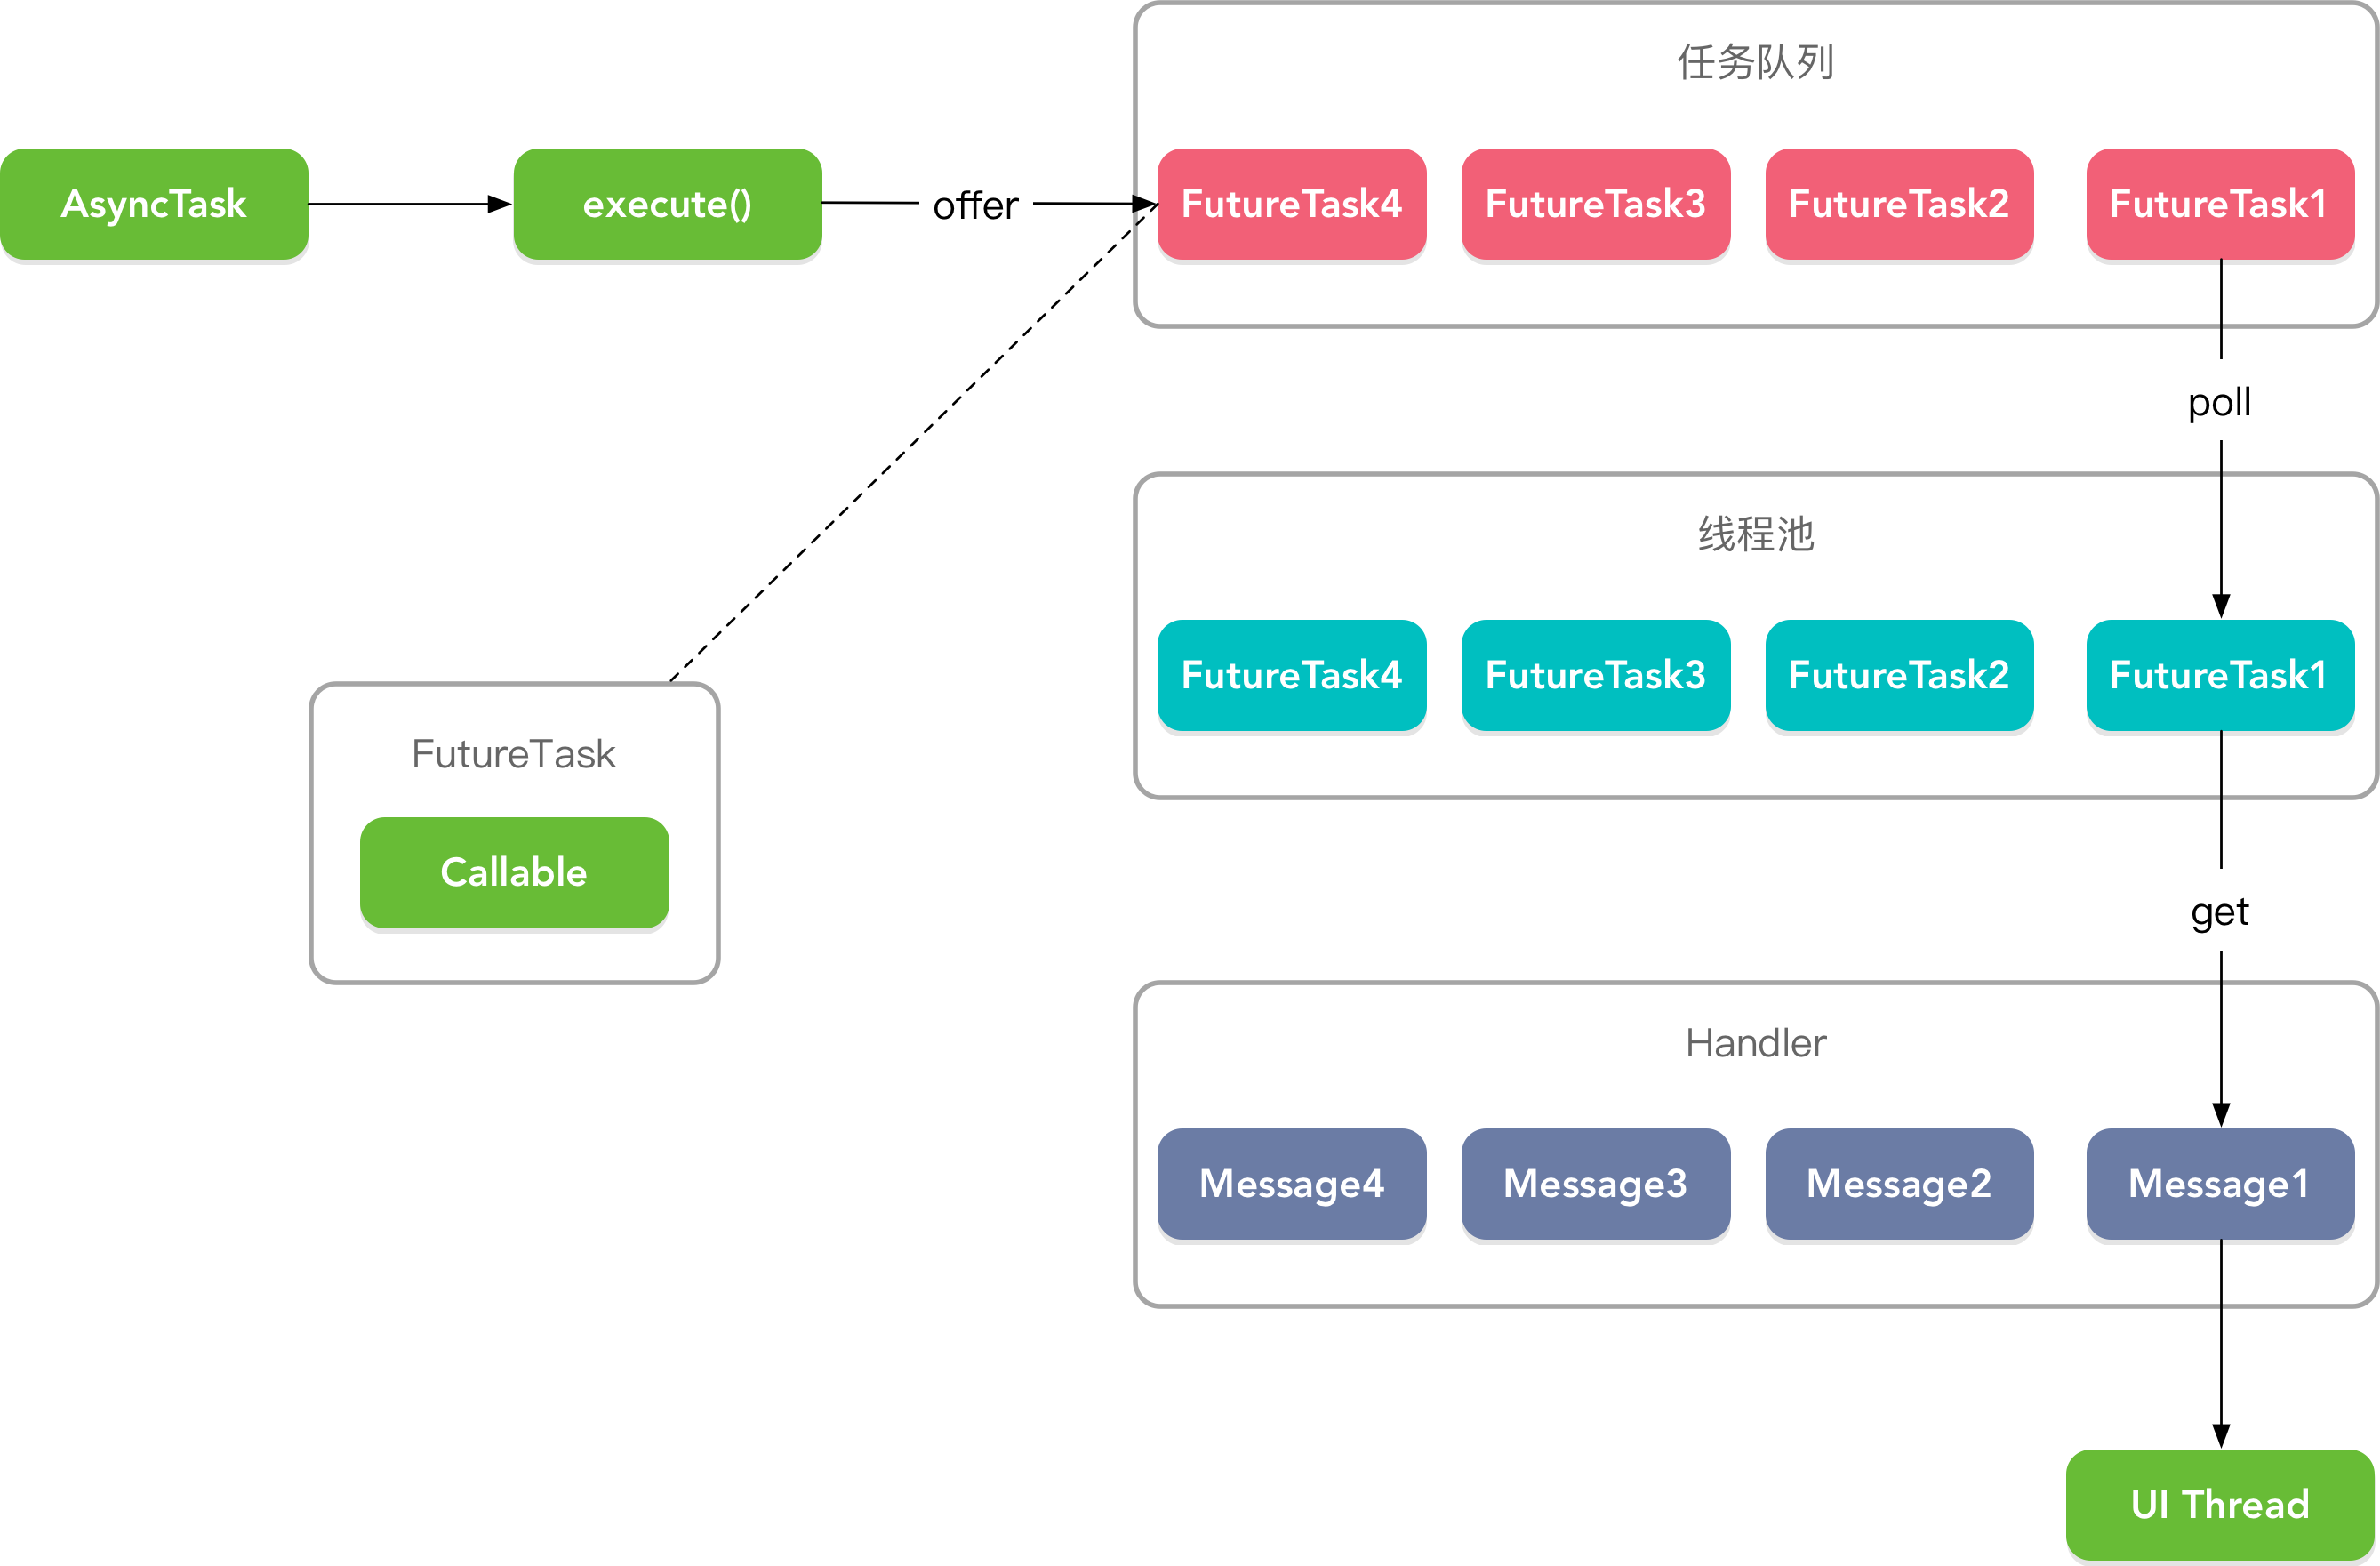 任务队列
AsyncTask
execute()
offer
FutureTask4
FutureTask3
FutureTask2
FutureTask1
poll
线程池
FutureTask4
FutureTask3
FutureTask2
FutureTask1
FutureTask
Callable
get
Handler
Message4
Message3
Message2
Message1
UI Thread